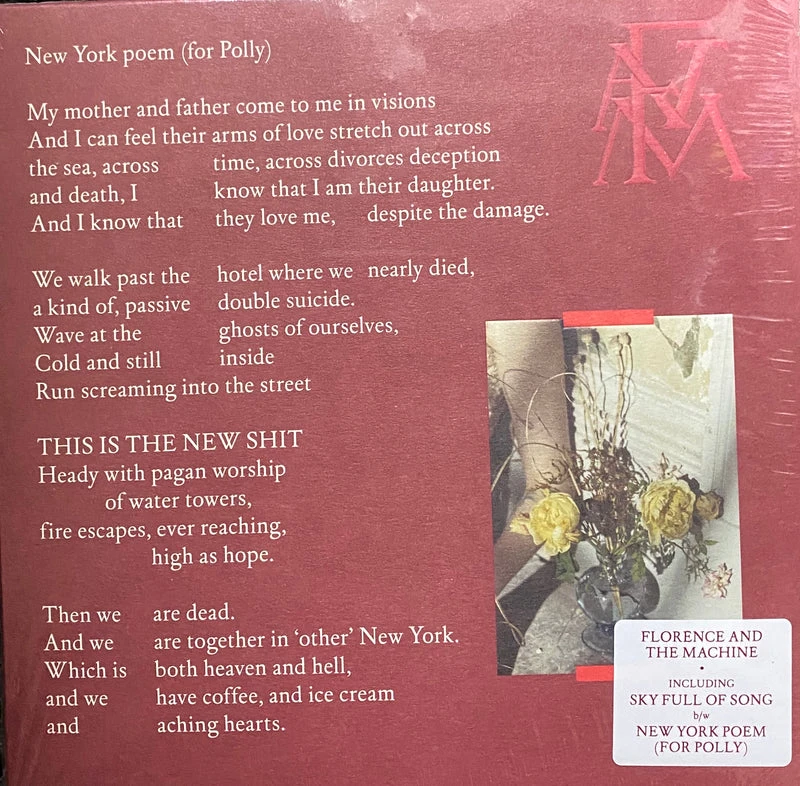 New York poem (for Polly)
My mother and father come to me in visions
And I can feel their arms of love stretch out across
the sea, across time, across divorces deception
and death, I know that I am their daughter.
And I know that they love me, despite the damage.
We walk past the hotel where we nearly died,
a kind of, passive double suicide.
Wave at the ghosts of ourselves,
Cold and still inside
Run screaming into the street
THIS IS THE NEW SHIT
Heady with pagan worship
of water towers,
fire escapes, ever reaching,
high as hope.
Then we are dead.
And we are together in ‘other’ New York.
Which is both heaven and hell,
and we have coffee, and ice cream
and aching hearts.
FATM
FLORENCE AND
THE MACHINE
•
INCLUDING
SKY FULL OF SONG
b/w
NEW YORK POEM
(FOR POLLY)